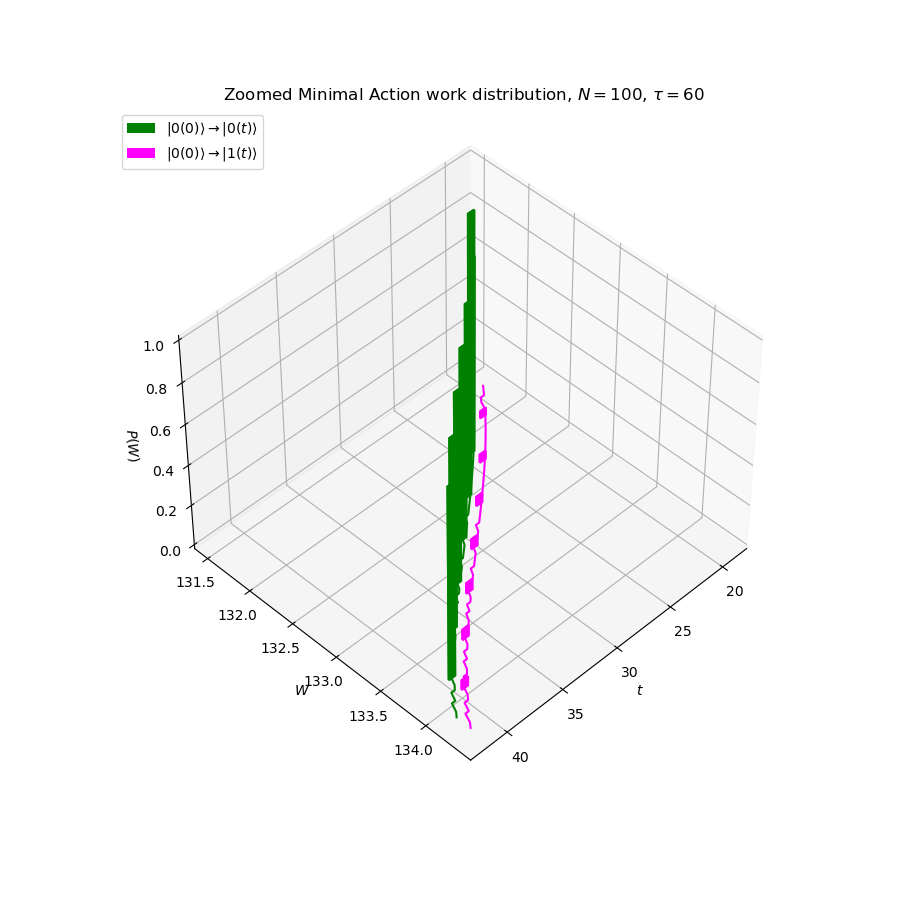 Zoomed Minimal Action work distribution, $N = 100$, $\tau = 60$
|0(0)⟩ → |0(t)⟩
|0(0)⟩ → |1(t)⟩
1.0
0.8
0.6
0.4
0.2
0.0
P(W)
131.5
132.0
132.5
133.0
133.5
134.0
W
20
25
30
35
40
t